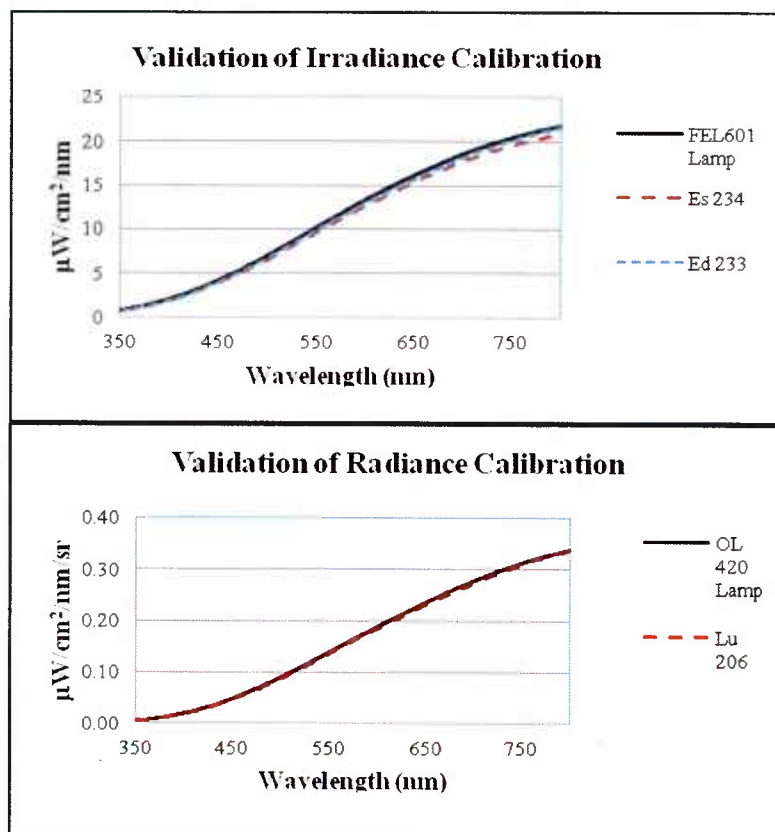 Validation of Irradiance Calibration
25
20
15
10
5
0
µW/cm²/nm
350 450 550 650 750
Wavelength (nm)
FEL601
Lamp
Es 234
Ed 233
Validation of Radiance Calibration
0.40
0.30
0.20
0.10
0.00
µW/cm²/nm/sr
350 450 550 650 750
Wavelength (nm)
OL
420
Lamp
Lu
206